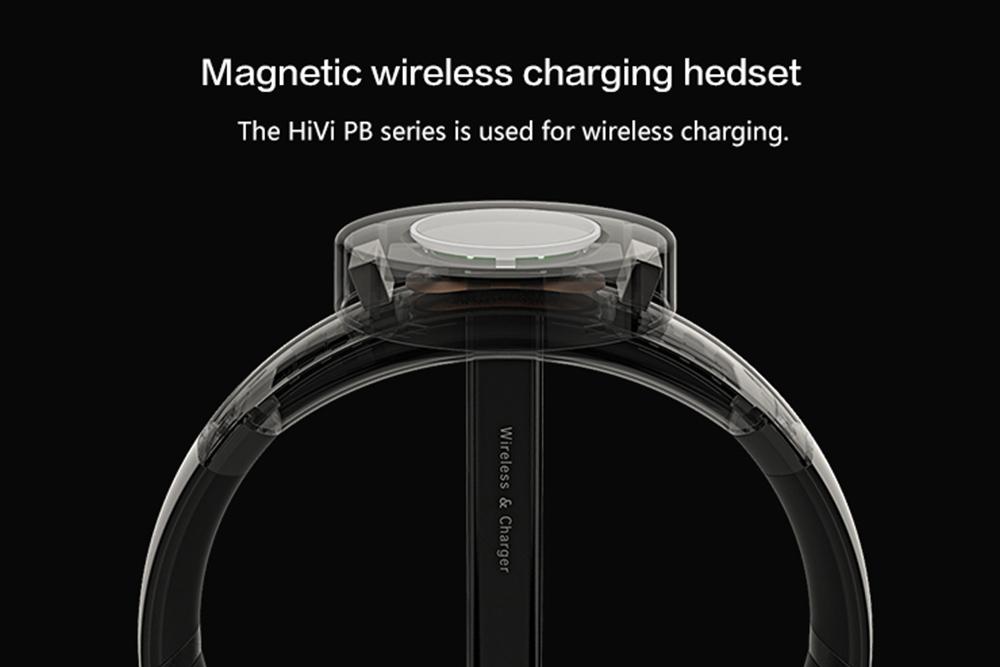 Magnetic wireless charging hedset
The HiVi PB series is used for wireless charging.
Wireless & Charger